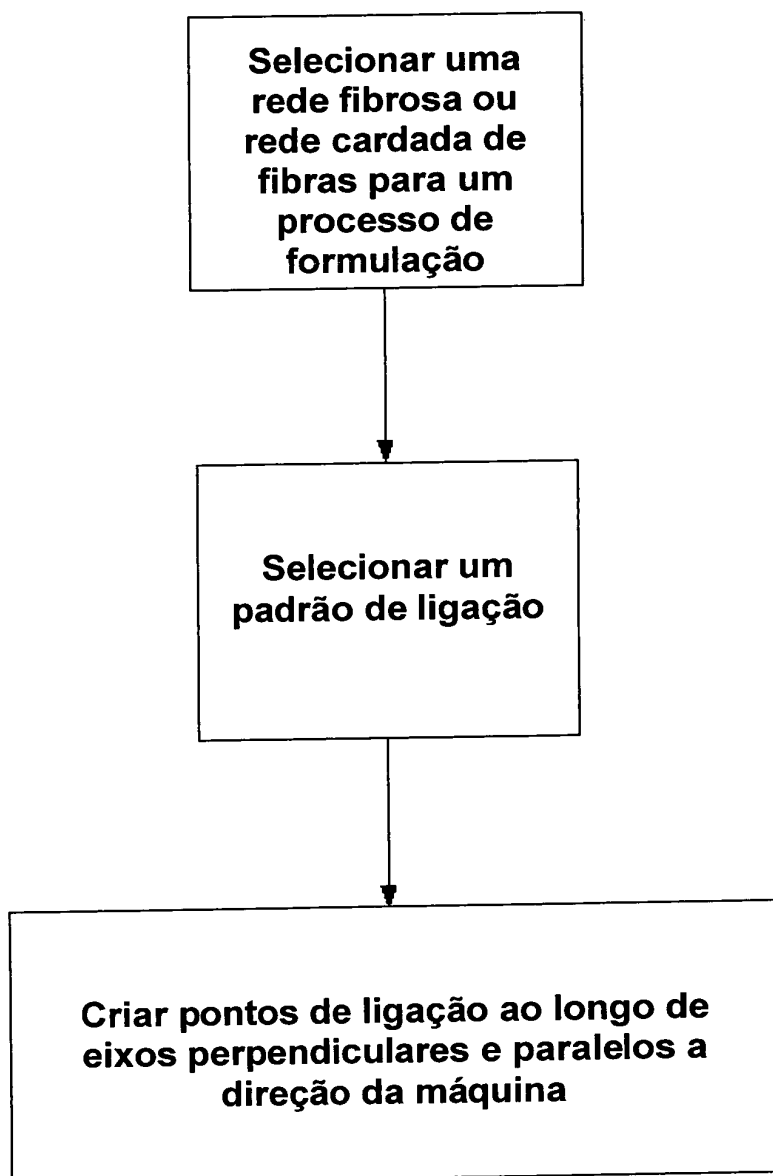 Selecionar uma
rede fibrosa ou
rede cardada de
fibras para um
processo de
formulação
Selecionar um
padrão de ligação
Criar pontos de ligação ao longo de
eixos perpendiculares e paralelos a
direção da máquina